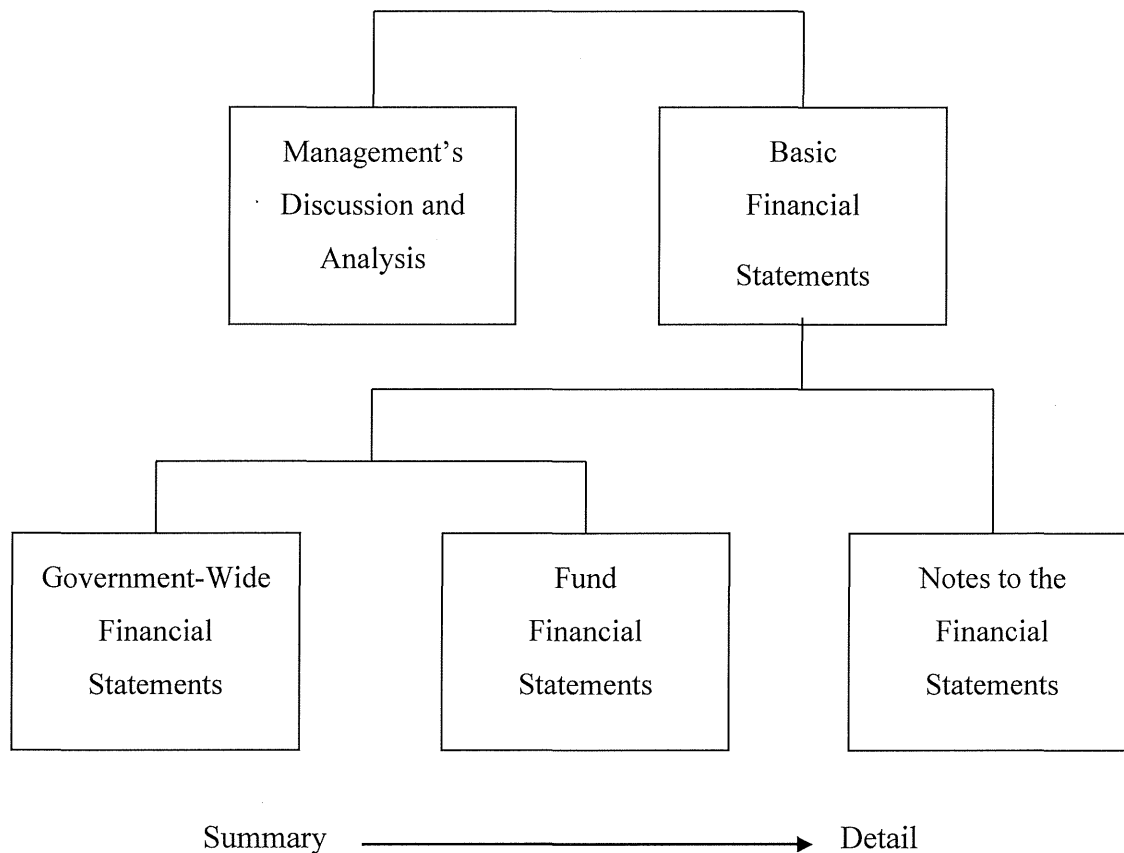 Management’s
Discussion and
Analysis
Basic
Financial
Statements
Government-Wide
Financial
Statements
Fund
Financial
Statements
Notes to the
Financial
Statements
Summary
Detail